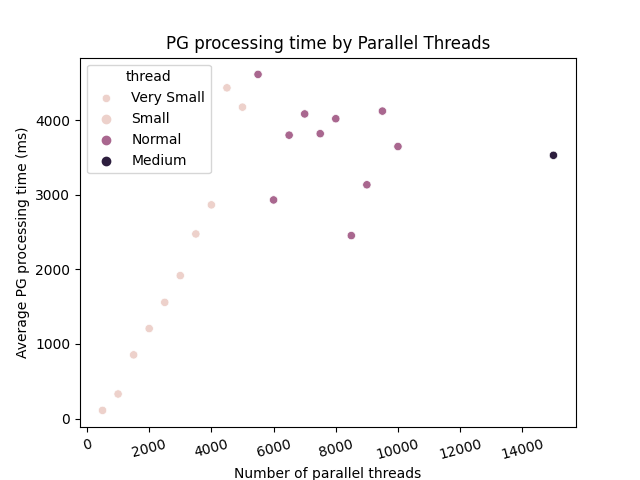 PG processing time by Parallel Threads
thread
Very Small
Small
Normal
Medium
Average PG processing time (ms)
4000
3000
2000
1000
0
0 2000 4000 6000 8000 10000 12000 14000
Number of parallel threads